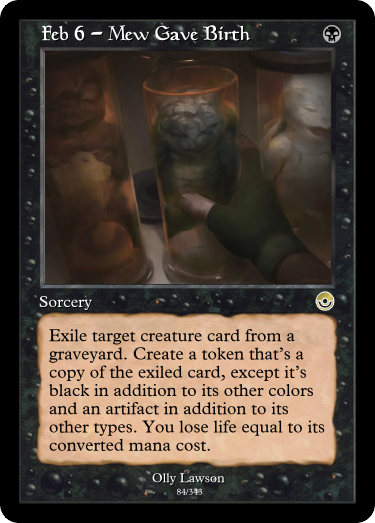 Feb 6 – Mew Gave Birth
Sorcery
Exile target creature card from a
graveyard. Create a token that's a
copy of the exiled card, except it's
black in addition to its other colors
and an artifact in addition to its
other types. You lose life equal to its
converted mana cost.
Olly Lawson
84/343